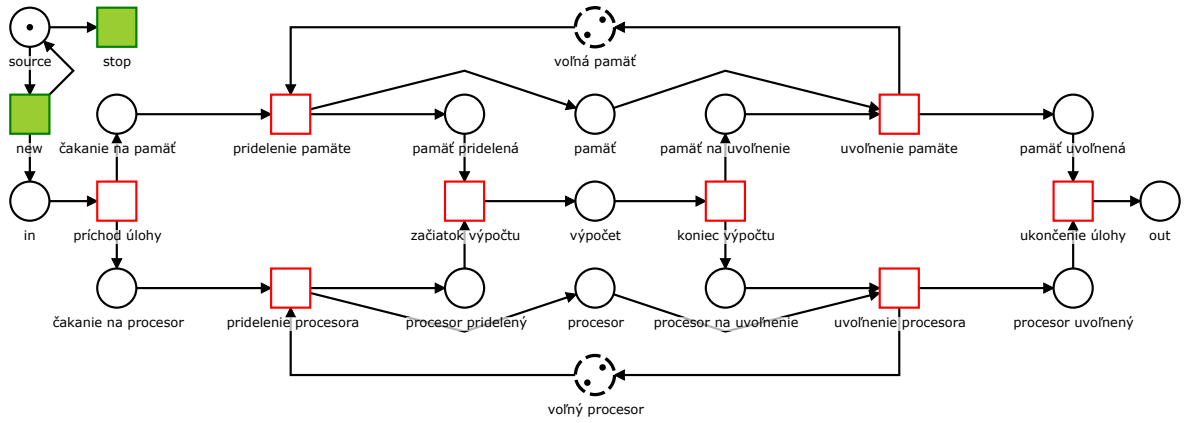 source
stop
voľná pamäť
new
čakanie na pamäť
pridelenie pamäte
pamäť pridelená
pamäť
pamäť na uvoľnenie
uvoľnenie pamäte
pamäť uvoľnená
in
príchod úlohy
začiatok výpočtu
výpočet
koniec výpočtu
ukončenie úlohy
out
čakanie na procesor
pridelenie procesora
procesor pridelený
procesor
procesor na uvoľnenie
uvoľnenie procesora
procesor uvoľnený
voľný procesor